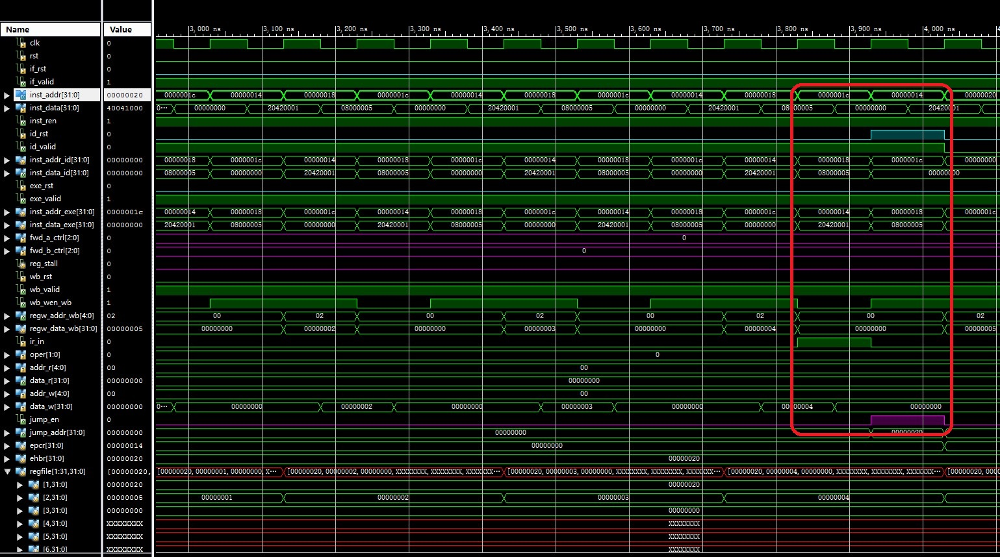 Name Value 3,000 ns 3,100 ns 3,200 ns 3,300 ns 3,400 ns 3,500 ns 3,600 ns 3,700 ns 3,800 ns 3,900 ns 4,000 ns
clk 0
rst 0
if_rst 0
if_valid 1
inst_addr[31:0] 00000020 0000001c 00000014 00000018 0000001c 00000014 00000018 0000001c 00000014 00000018 0000001c 00000014 00000020
inst_data[31:0] 40041000 0··· 00000000 20420001 08000005 00000000 20420001 08000005 00000000 20420001 08000005 00000000 20420001
inst_ren 1
id_rst 0
id_valid 0
inst_addr_id[31:0] 00000000 00000018 0000001c 00000014 00000018 0000001c 00000014 00000018 0000001c 00000014 00000018 0000001c 00000000
inst_data_id[31:0] 00000000 08000005 00000000 20420001 08000005 00000000 20420001 08000005 00000000 20420001 08000005 00000000
exe_rst 0
exe_valid 1
inst_addr_exe[31:0] 0000001c 00000014 00000018 0000001c 00000014 00000018 0000001c 00000014 00000018 0000001c 00000014 00000018 0000001c
inst_data_exe[31:0] 00000000 20420001 08000005 00000000 20420001 08000005 00000000 20420001 08000005 00000000 20420001 08000005
fwd_a_ctrl[2:0] 0 0
fwd_b_ctrl[2:0] 0 0
reg_stall 0
wb_rst 0
wb_valid 1
wb_wen_wb 1
regw_addr_wb[4:0] 02 00 02 00 02 00 02 00 02
regw_data_wb[31:0] 00000005 00000000 00000002 00000000 00000003 00000000 00000004 00000000 00000005
ir_in 0
oper[1:0] 0 0
addr_r[4:0] 00 00
data_r[31:0] 00000000 00000000
addr_w[4:0] 00 00
data_w[31:0] 00000000 0··· 00000000 00000002 00000000 00000003 00000000 00000004 00000000
jump_en 0
jump_addr[31:0] 00000000 00000000 00000020
epcr[31:0] 00000014 00000000
ehbr[31:0] 00000020 00000020
regfile[1:31,31:0] [00000020, [00000020, 00000001, 00000000, X··· [00000020, 00000002, 00000000, XXXXXXXX, XXXXXXXX, XXXXXXX··· [00000020, 00000003, 00000000, XXXXXXXX, XXXXXXXX, XXXXXXX··· [00000020, 00000004, 00000000, XXXXXXXX, XXXXXXXX, XXXXXXX··· [00000020, 000
[1,31:0] 00000020 00000020
[2,31:0] 00000005 00000001 00000002 00000003 00000004
[3,31:0] 00000000 00000000
[4,31:0] XXXXXXXX XXXXXXXX
[5,31:0] XXXXXXXX XXXXXXXX
[6,31:0] XXXXXXXX XXXXXXXX